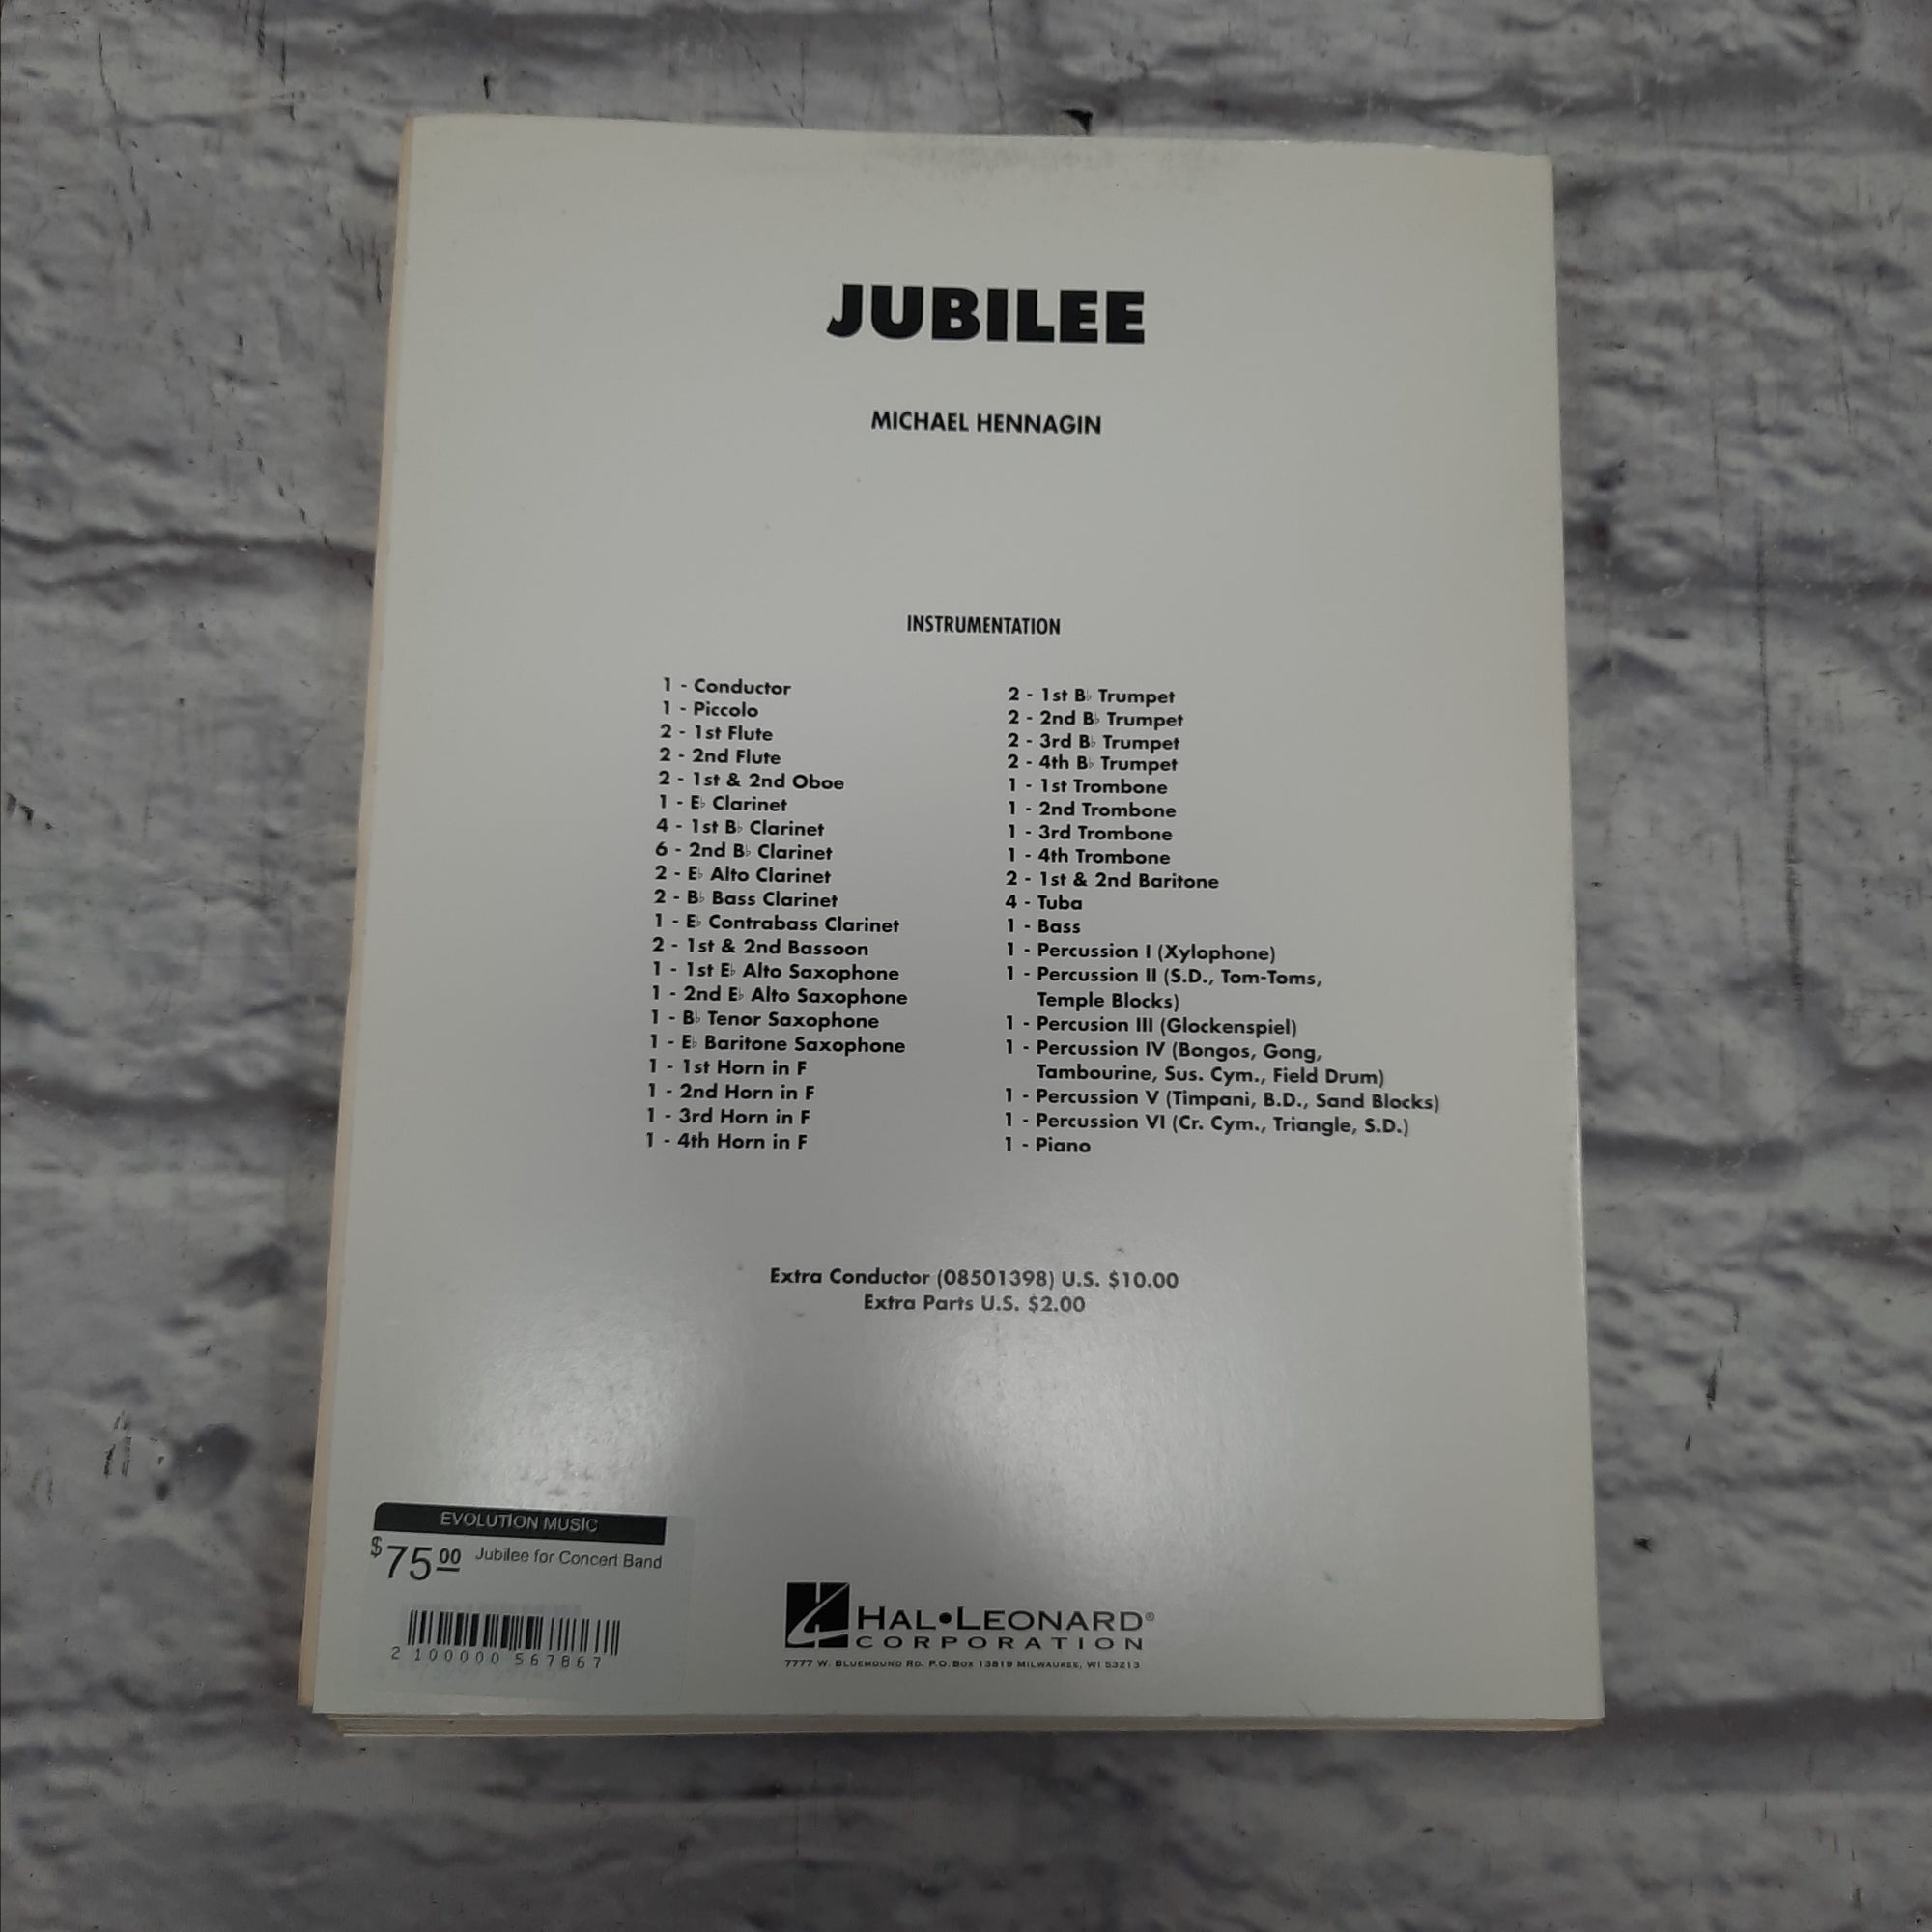 JUBILEE
MICHAEL HENNAGIN
INSTRUMENTATION
1 - Conductor
1 - Piccolo
2 - 1st Flute
2 - 2nd Flute
2 - 1st & 2nd Oboe
1 - E♭ Clarinet
4 - 1st B♭ Clarinet
6 - 2nd B♭ Clarinet
2 - E♭ Alto Clarinet
2 - B♭ Bass Clarinet
1 - E♭ Contrabass Clarinet
2 - 1st & 2nd Bassoon
1 - 1st E♭ Alto Saxophone
1 - 2nd E♭ Alto Saxophone
1 - B♭ Tenor Saxophone
1 - E♭ Baritone Saxophone
1 - 1st Horn in F
1 - 2nd Horn in F
1 - 3rd Horn in F
1 - 4th Horn in F
2 - 1st B♭ Trumpet
2 - 2nd B♭ Trumpet
2 - 3rd B♭ Trumpet
2 - 4th B♭ Trumpet
1 - 1st Trombone
1 - 2nd Trombone
1 - 3rd Trombone
1 - 4th Trombone
2 - 1st & 2nd Baritone
4 - Tuba
1 - Bass
1 - Percussion I (Xylophone)
1 - Percussion II (S.D., Tom-Toms,
Temple Blocks)
1 - Percusion III (Glockenspiel)
1 - Percussion IV (Bongos, Gong,
Tambourine, Sus. Cym., Field Drum)
1 - Percussion V (Timpani, B.D., Sand Blocks)
1 - Percussion VI (Cr. Cym., Triangle, S.D.)
1 - Piano
Extra Conductor (08501398) U.S. $10.00
Extra Parts U.S. $2.00
EVOLUTION MUSIC
$75.00 Jubilee for Concert Band
2 100000 567867
HAL•LEONARD®
CORPORATION
7777 W. BLUEMOUND RD. P.O. BOX 13819 MILWAUKEE, WI 53213